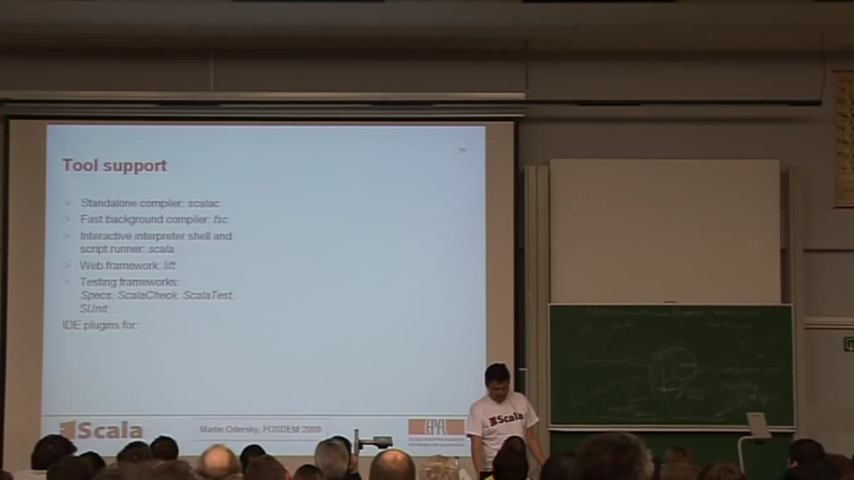 Tool support
> Standalone compiler: scalac
> Fast background compiler: fsc
> Interactive interpreter shell and
script runner: scala
> Web framework: lift
> Testing frameworks:
Specs, ScalaCheck, ScalaTest,
SUnit
IDE plugins for:
Scala
Martin Odersky, FOSDEM 2009
EPFL
Scala